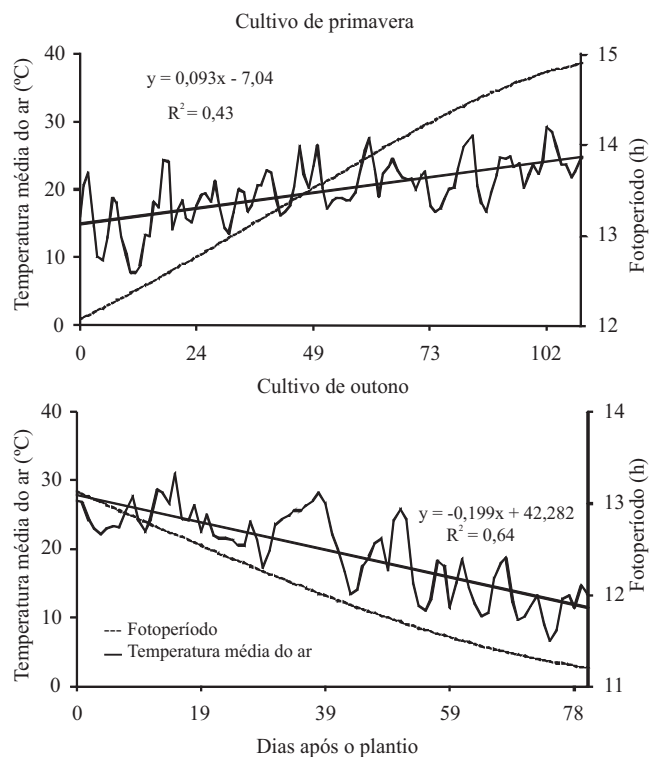 Cultivo de primavera
Temperatura média do ar (ºC)
40
30
20
10
0
y = 0,093x - 7,04
R² = 0,43
15
14
13
12
Fotoperíodo (h)
0 24 49 73 102
Cultivo de outono
Temperatura média do ar (ºC)
40
30
20
10
0
y = -0,199x + 42,282
R² = 0,64
Fotoperíodo
Temperatura média do ar
14
13
12
11
Fotoperíodo (h)
0 19 39 59 78
Dias após o plantio